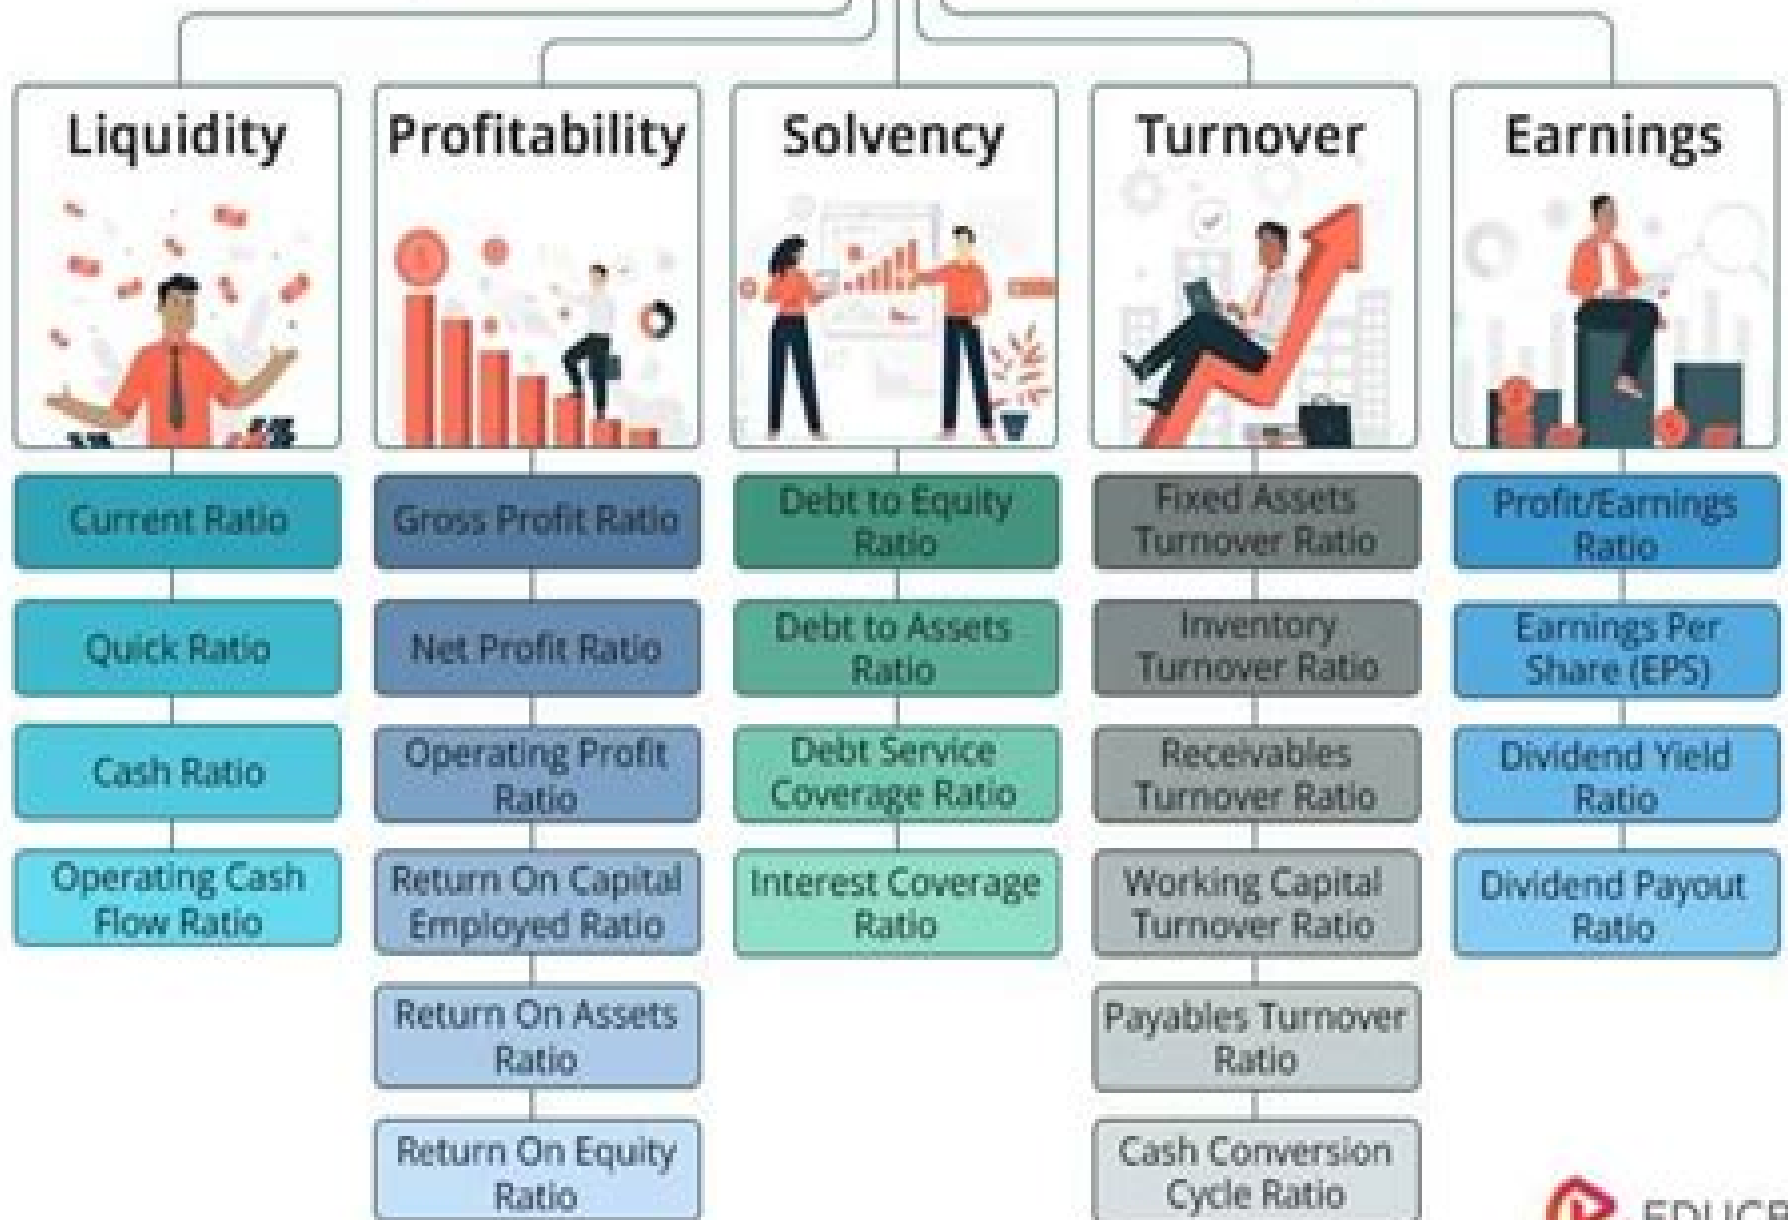 Liquidity
Current Ratio
Quick Ratio
Cash Ratio
Operating Cash
Flow Ratio
Profitability
Gross Profit Ratio
Net Profit Ratio
Operating Profit
Ratio
Return On Capital
Employed Ratio
Return On Assets
Ratio
Return On Equity
Ratio
Solvency
Debt to Equity
Ratio
Debt to Assets
Ratio
Debt Service
Coverage Ratio
Interest Coverage
Ratio
Turnover
Fixed Assets
Turnover Ratio
Inventory
Turnover Ratio
Receivables
Turnover Ratio
Working Capital
Turnover Ratio
Payables Turnover
Ratio
Cash Conversion
Cycle Ratio
Earnings
Profit/Earnings
Ratio
Earnings Per
Share (EPS)
Dividend Yield
Ratio
Dividend Payout
Ratio